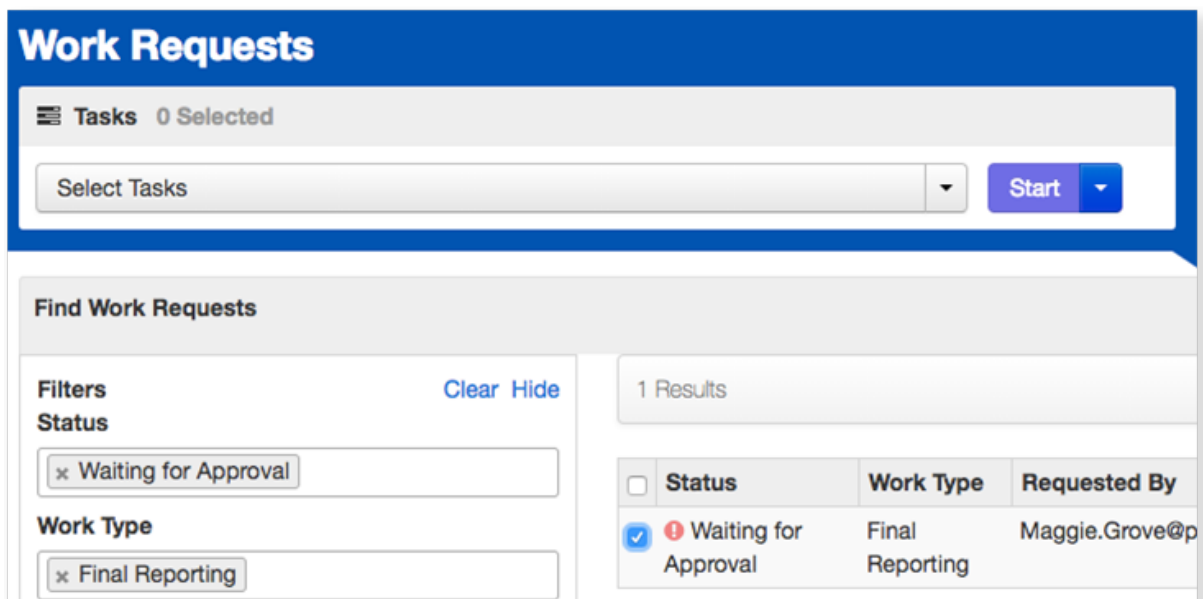 Work Requests
Tasks 0 Selected
Select Tasks
Start
Find Work Requests
Filters Clear Hide
Status
× Waiting for Approval
Work Type
× Final Reporting
1 Results
Status Work Type Requested By
Waiting for Final Maggie.Grove@p
Approval Reporting